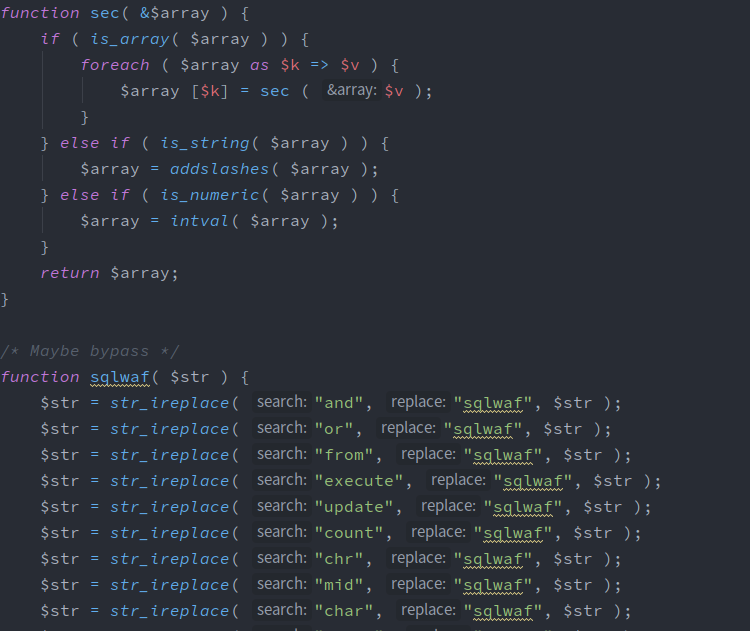 function sec( &$array ) {
if ( is_array( $array ) ) {
foreach ( $array as $k => $v ) {
$array [$k] = sec ( &array: $v );
}
} else if ( is_string( $array ) ) {
$array = addslashes( $array );
} else if ( is_numeric( $array ) ) {
$array = intval( $array );
}
return $array;
}
/* Maybe bypass */
function sqlwaf( $str ) {
$str = str_ireplace( search: "and", replace: "sqlwaf", $str );
$str = str_ireplace( search: "or", replace: "sqlwaf", $str );
$str = str_ireplace( search: "from", replace: "sqlwaf", $str );
$str = str_ireplace( search: "execute", replace: "sqlwaf", $str );
$str = str_ireplace( search: "update", replace: "sqlwaf", $str );
$str = str_ireplace( search: "count", replace: "sqlwaf", $str );
$str = str_ireplace( search: "chr", replace: "sqlwaf", $str );
$str = str_ireplace( search: "mid", replace: "sqlwaf", $str );
$str = str_ireplace( search: "char", replace: "sqlwaf", $str );